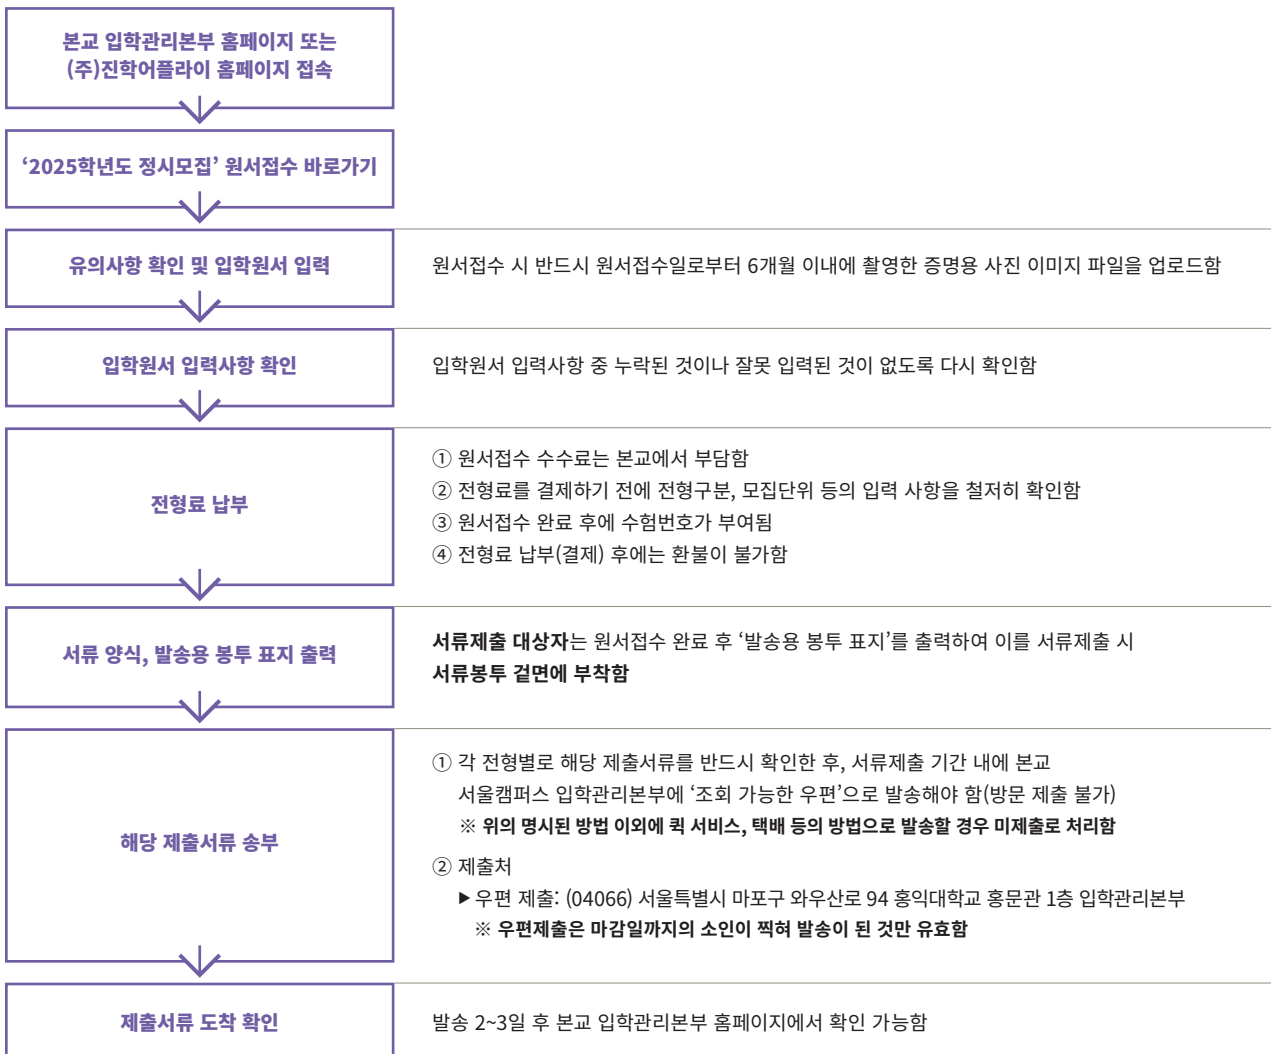 본교 입학관리본부 홈페이지 또는
(주)진학어플라이 홈페이지 접속
‘2025학년도 정시모집’ 원서접수 바로가기
유의사항 확인 및 입학원서 입력
원서접수 시 반드시 원서접수일로부터 6개월 이내에 촬영한 증명용 사진 이미지 파일을 업로드함
입학원서 입력사항 확인
입학원서 입력사항 중 누락된 것이나 잘못 입력된 것이 없도록 다시 확인함
전형료 납부
① 원서접수 수수료는 본교에서 부담함
② 전형료를 결제하기 전에 전형구분, 모집단위 등의 입력 사항을 철저히 확인함
③ 원서접수 완료 후에 수험번호가 부여됨
④ 전형료 납부(결제) 후에는 환불이 불가함
서류 양식, 발송용 봉투 표지 출력
서류제출 대상자는 원서접수 완료 후 ‘발송용 봉투 표지’를 출력하여 이를 서류제출 시
서류봉투 겉면에 부착함
해당 제출서류 송부
① 각 전형별로 해당 제출서류를 반드시 확인한 후, 서류제출 기간 내에 본교
서울캠퍼스 입학관리본부에 ‘조회 가능한 우편’으로 발송해야 함(방문 제출 불가)
※ 위의 명시된 방법 이외에 퀵 서비스, 택배 등의 방법으로 발송할 경우 미제출로 처리함
② 제출처
▶우편 제출: (04066) 서울특별시 마포구 와우산로 94 홍익대학교 홍문관 1층 입학관리본부
※ 우편제출은 마감일까지의 소인이 찍혀 발송이 된 것만 유효함
제출서류 도착 확인
발송 2~3일 후 본교 입학관리본부 홈페이지에서 확인 가능함